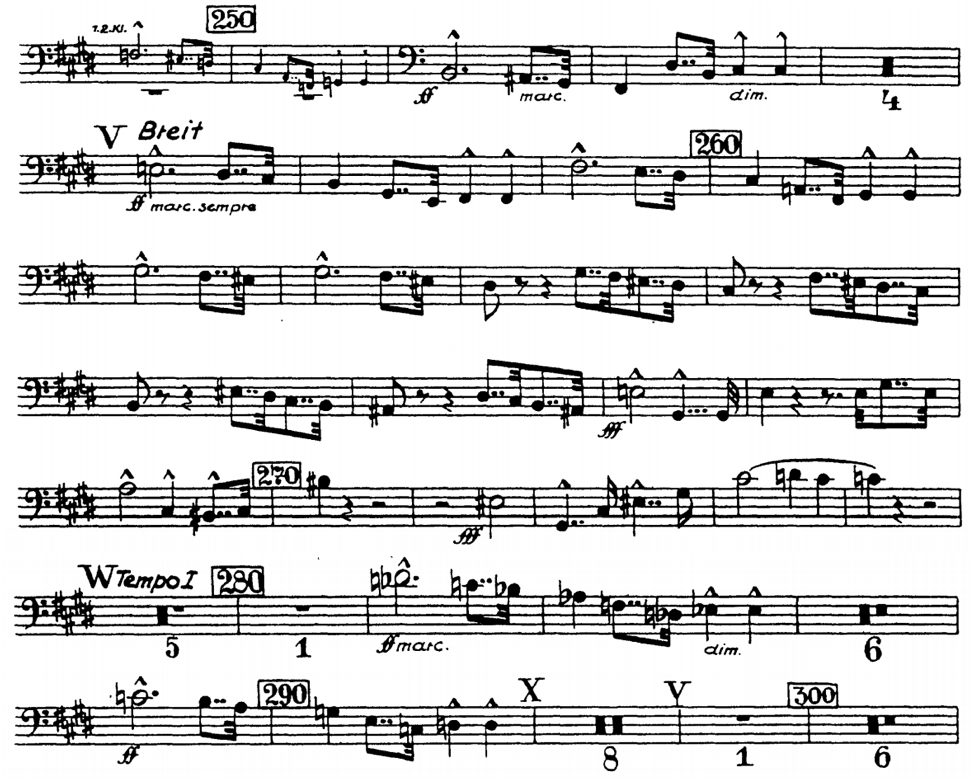 1.2.Kl. 250
ff marc. dim. 4
V Breit 260
ff marc. sempre
fff
270
fff
W Tempo I 280
5 1 ff marc. dim. 6
290 X Y 300
ff 8 1 6